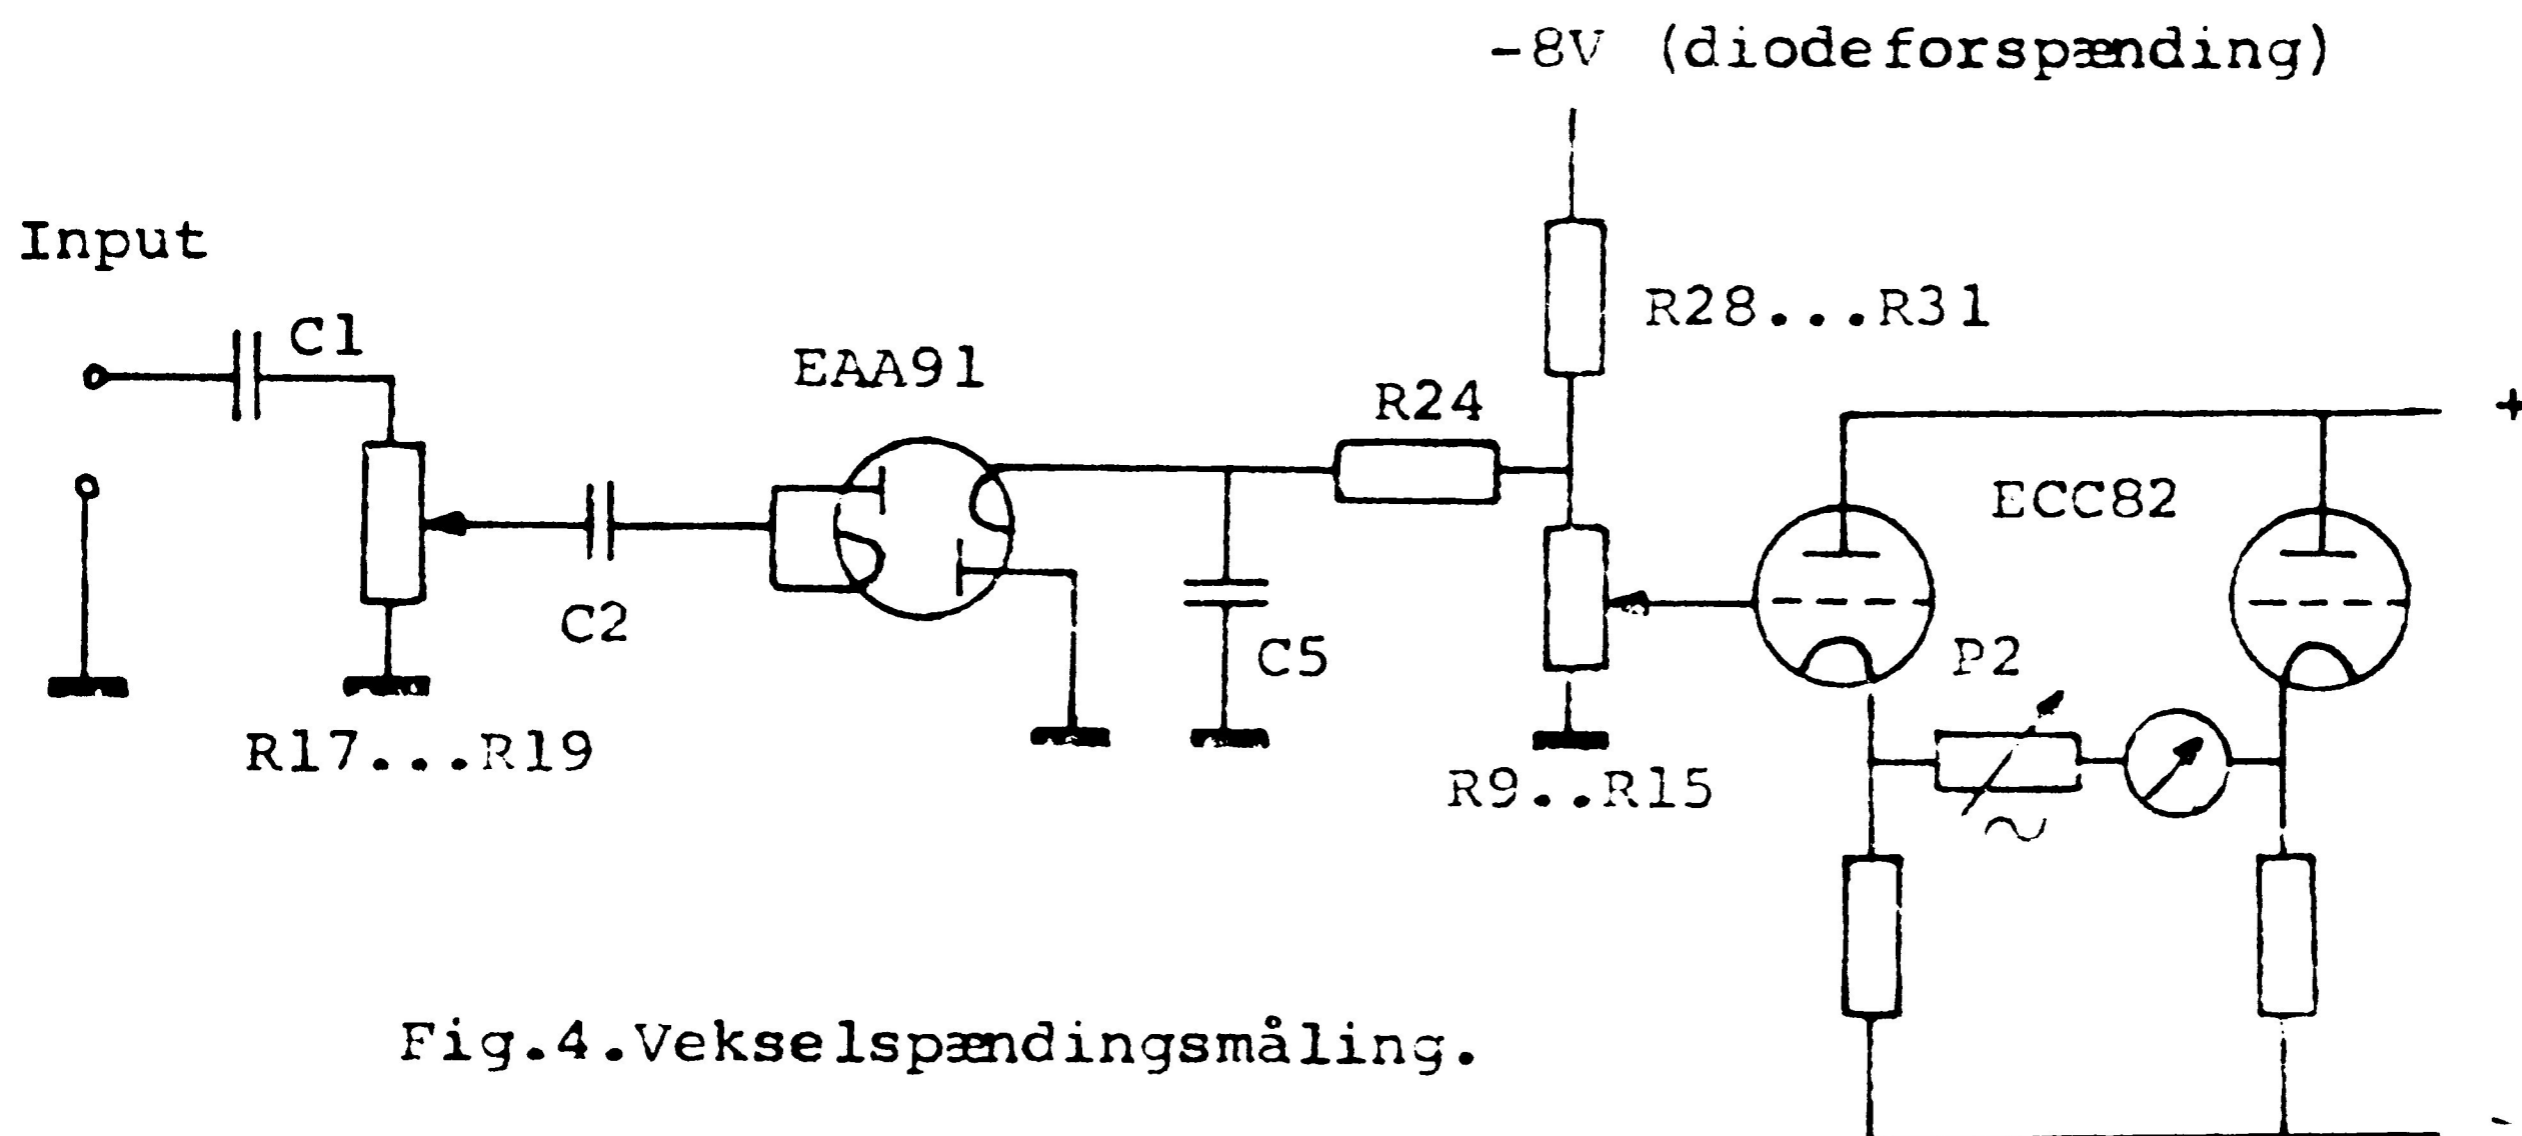 -8V (diodeforspænding)
Input
C1
EAA91
R28...R31
R24
+
ECC82
C2
C5
P2
R17...R19
R9..R15
~
Fig.4.Vekselspændingsmåling.